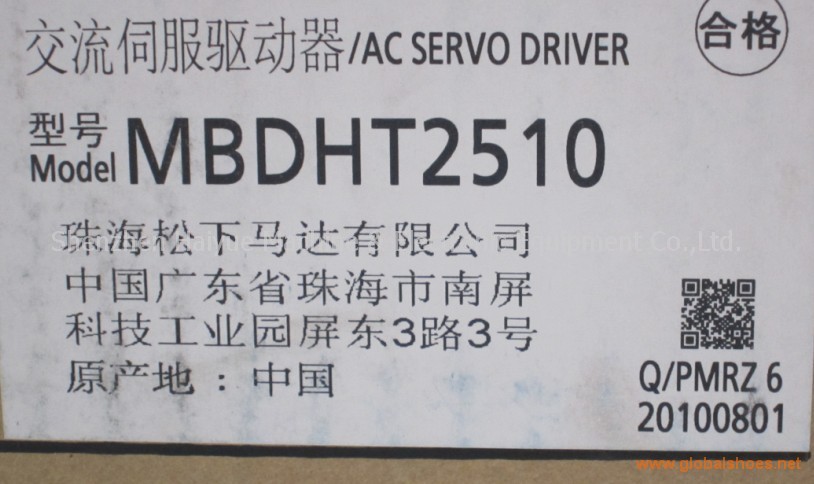 交流伺服驱动器/AC SERVO DRIVER
合格
型号
Model MBDHT2510
珠海松下马达有限公司
中国广东省珠海市南屏
科技工业园屏东3路3号
原产地：中国
Q/PMRZ 6
20100801
www.globalshoes.net